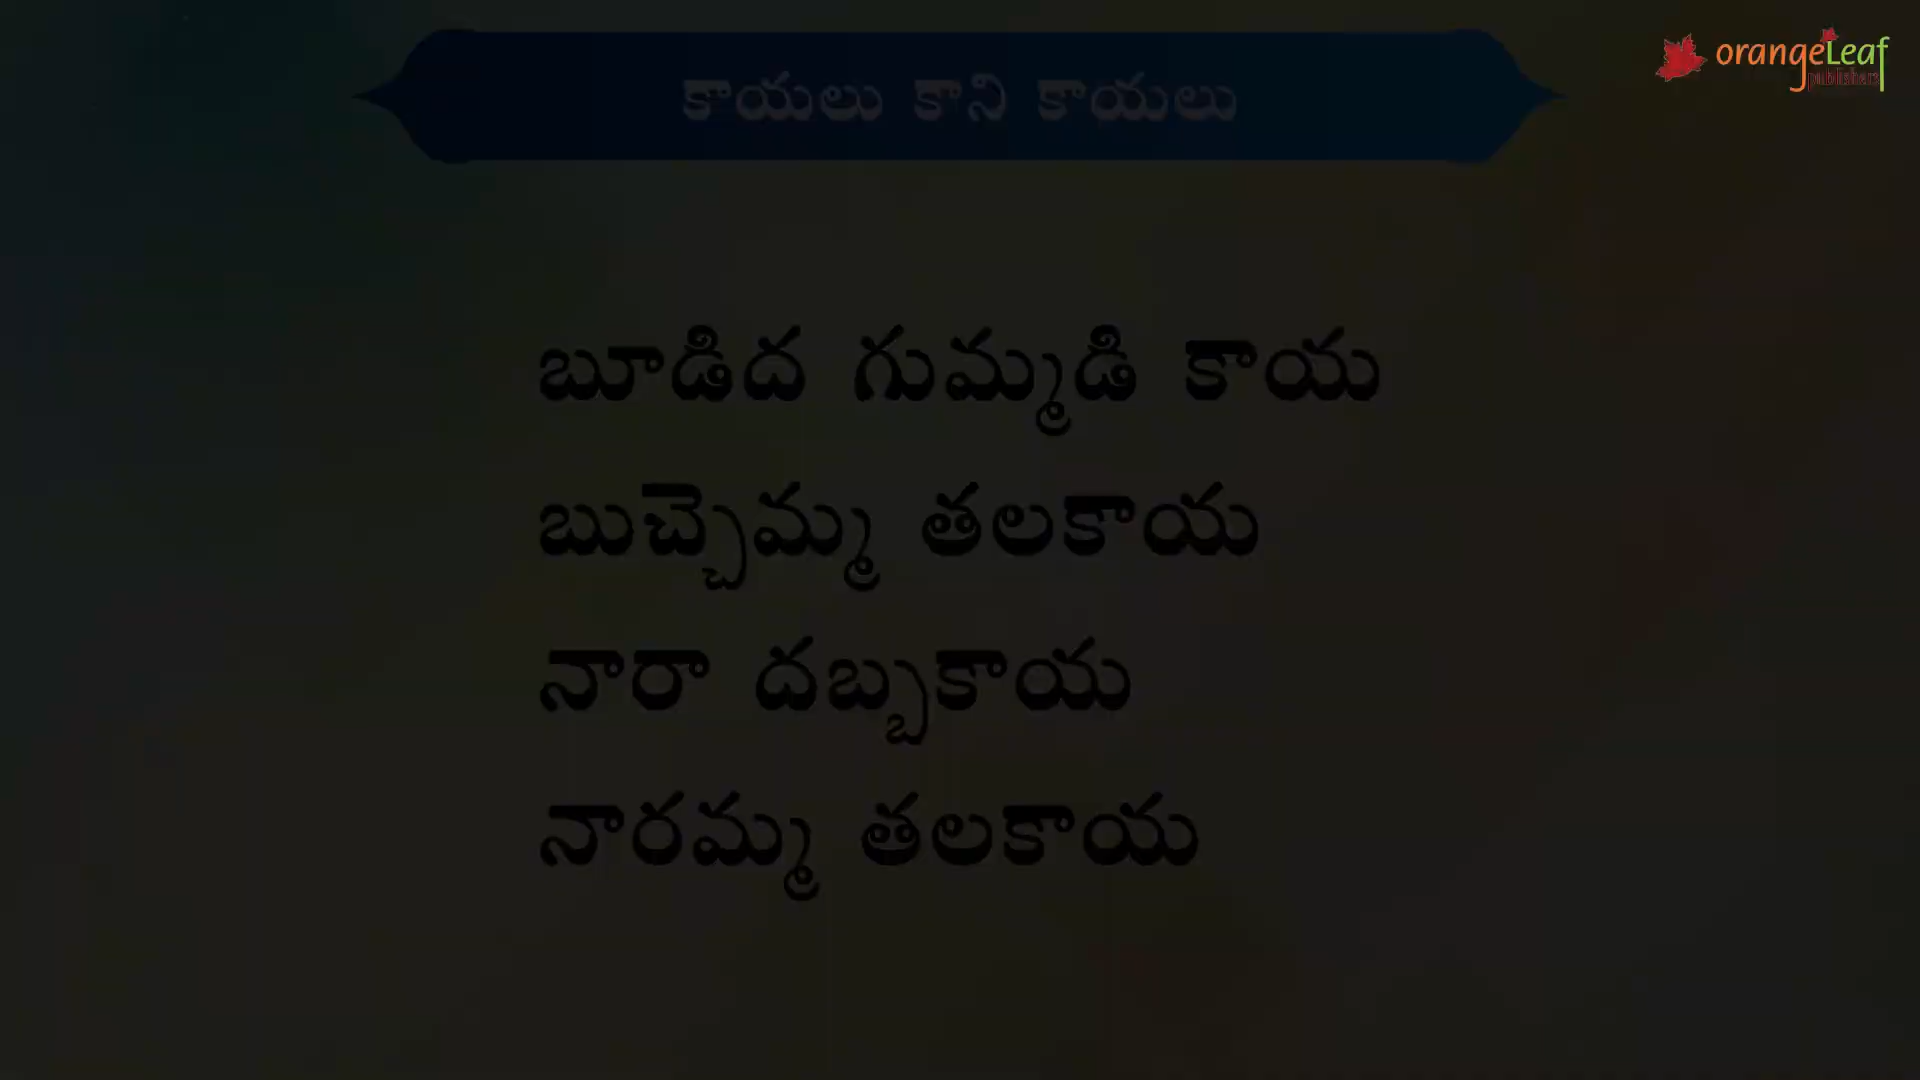 orangeLeaf
publishers
కాయలు కాని కాయలు
బూడిద గుమ్మడి కాయ
బుచ్చెమ్మ తలకాయ
నారా దబ్బకాయ
నారమ్మ తలకాయ